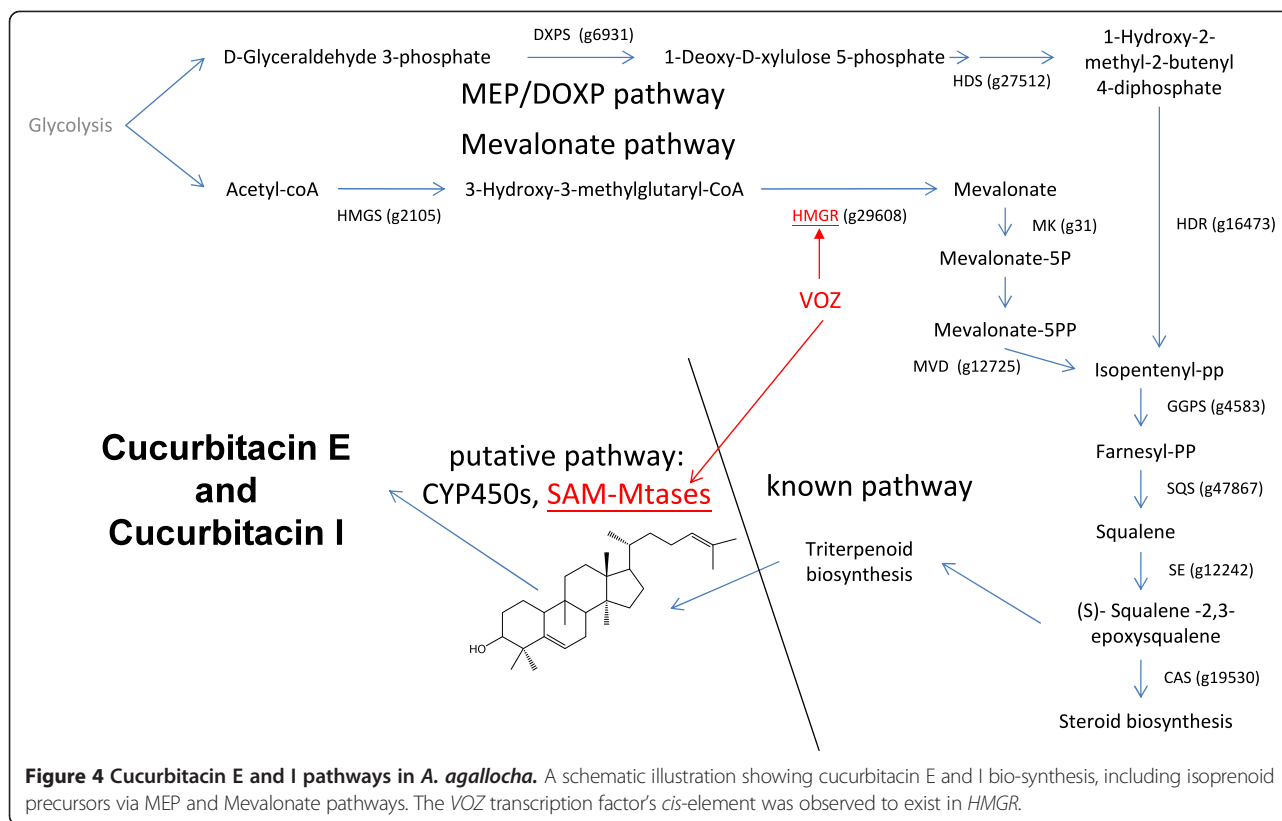 DXPS (g6931)
D-Glyceraldehyde 3-phosphate
1-Deoxy-D-xylulose 5-phosphate
HDS (g27512)
1-Hydroxy-2-
methyl-2-butenyl
4-diphosphate
MEP/DOXP pathway
Glycolysis
Mevalonate pathway
Acetyl-coA
HMGS (g2105)
3-Hydroxy-3-methylglutaryl-CoA
HMGR (g29608)
Mevalonate
MK (g31)
HDR (g16473)
Mevalonate-5P
VOZ
Mevalonate-5PP
MVD (g12725)
Isopentenyl-pp
GGPS (g4583)
Farnesyl-PP
SQS (g47867)
Squalene
SE (g12242)
(S)- Squalene -2,3-
epoxysqualene
CAS (g19530)
Steroid biosynthesis
known pathway
Triterpenoid
biosynthesis
putative pathway:
CYP450s, SAM-Mtases
HO
Cucurbitacin E
and
Cucurbitacin I
Figure 4 Cucurbitacin E and I pathways in A. agallocha. A schematic illustration showing cucurbitacin E and I bio-synthesis, including isoprenoid
precursors via MEP and Mevalonate pathways. The VOZ transcription factor's cis-element was observed to exist in HMGR.